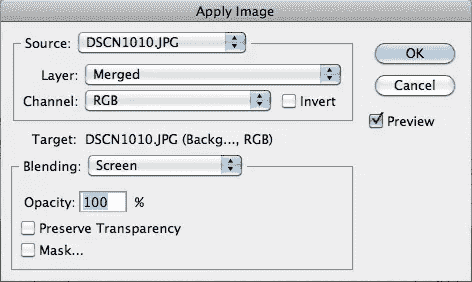 Apply Image
Source: DSCN1010.JPG
OK
Layer: Merged
Cancel
Channel: RGB Invert
Preview
Target: DSCN1010.JPG (Backg..., RGB)
Blending: Screen
Opacity: 100 %
Preserve Transparency
Mask...